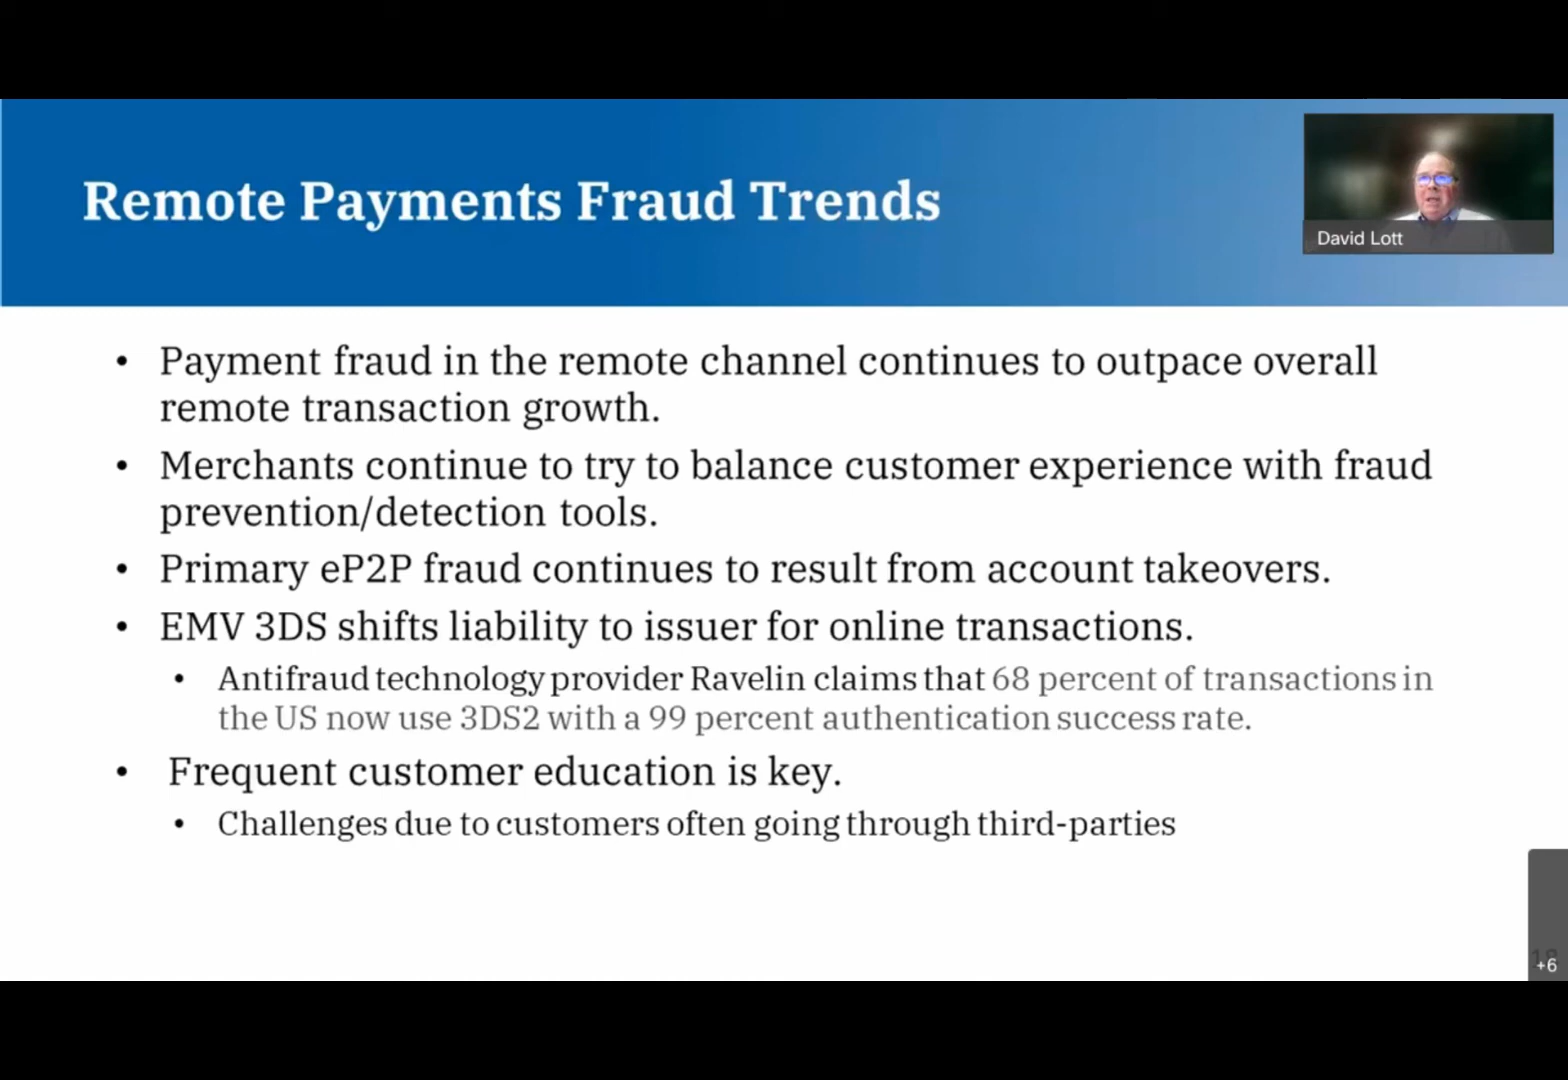 Remote Payments Fraud Trends
David Lott
• Payment fraud in the remote channel continues to outpace overall
remote transaction growth.
• Merchants continue to try to balance customer experience with fraud
prevention/detection tools.
• Primary eP2P fraud continues to result from account takeovers.
• EMV 3DS shifts liability to issuer for online transactions.
• Antifraud technology provider Ravelin claims that 68 percent of transactions in
the US now use 3DS2 with a 99 percent authentication success rate.
• Frequent customer education is key.
• Challenges due to customers often going through third-parties
+6